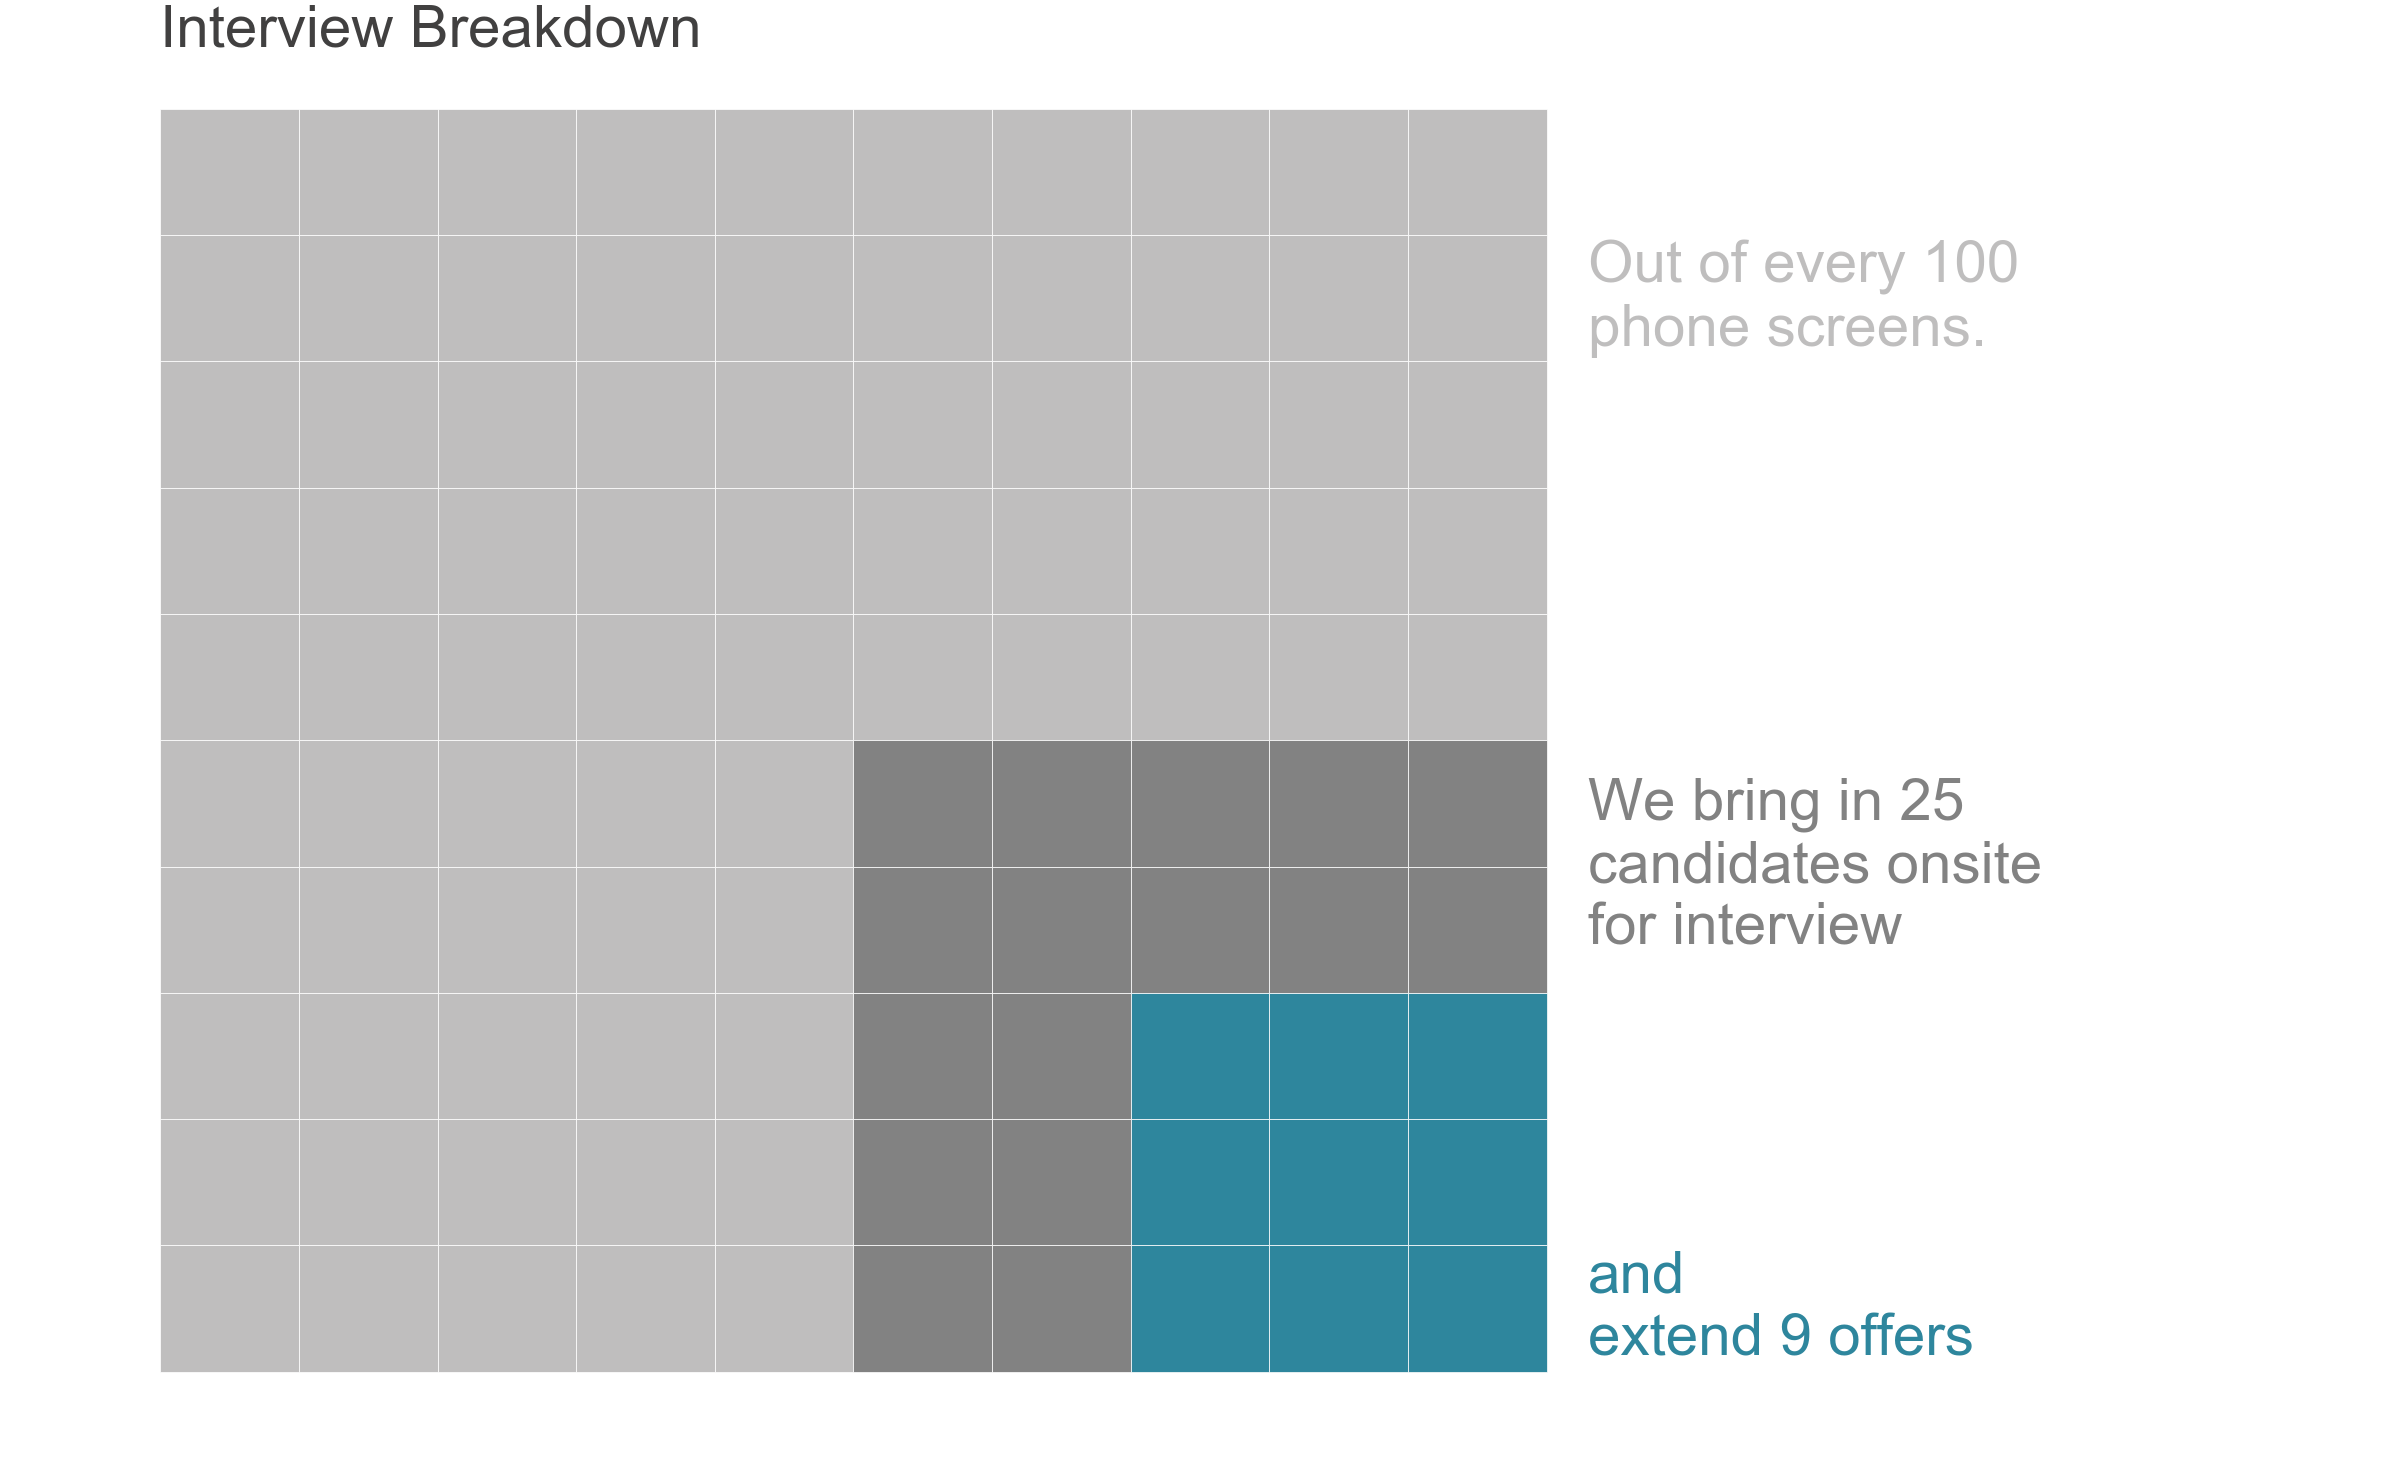 Interview Breakdown
Out of every 100
phone screens.
We bring in 25
candidates onsite
for interview
and
extend 9 offers